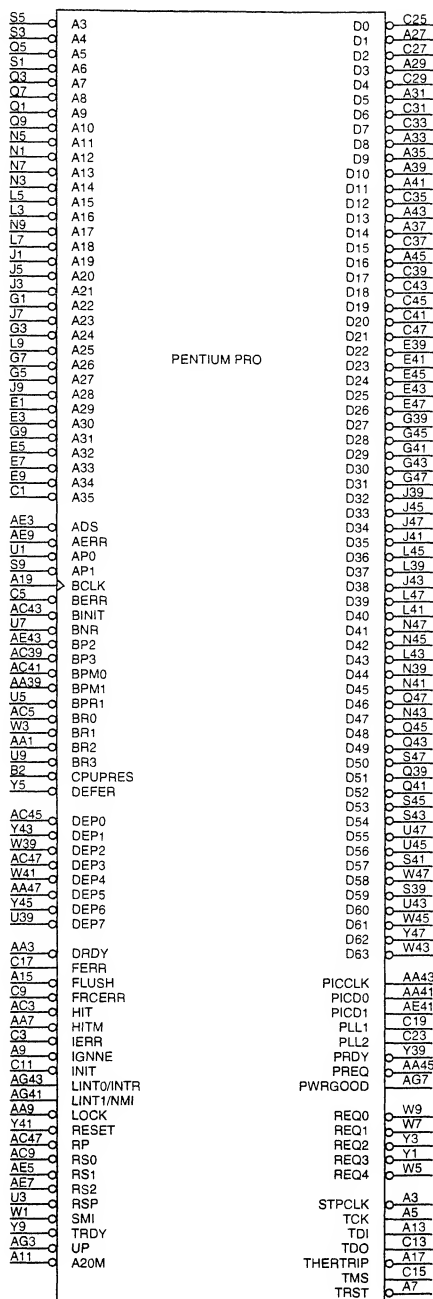 S5 A3
S3 A4
Q5 A5
S1 A6
Q3 A7
Q7 A8
Q1 A9
Q9 A10
N5 A11
N1 A12
N7 A13
N3 A14
L5 A15
L3 A16
N9 A17
L7 A18
J1 A19
J5 A20
J3 A21
G1 A22
J7 A23
G3 A24
L9 A25
G7 A26
G5 A27
J9 A28
E1 A29
E3 A30
G9 A31
E5 A32
E7 A33
E9 A34
C1 A35
AE3 ADS
AE9 AERR
U1 AP0
S9 AP1
A19 BCLK
C5 BERR
AC43 BINIT
U7 BNR
AE43 BP2
AC39 BP3
AC41 BPM0
AA39 BPM1
U5 BPR1
AC5 BR0
W3 BR1
AA1 BR2
U9 BR3
B2 CPUPRES
Y5 DEFER
AC45 DEP0
Y43 DEP1
W39 DEP2
AC47 DEP3
W41 DEP4
AA47 DEP5
Y45 DEP6
U39 DEP7
AA3 DRDY
C17 FERR
A15 FLUSH
C9 FRCERR
AC3 HIT
AA7 HITM
C3 IERR
A9 IGNNE
C11 INIT
AG43 LINT0/INTR
AG41 LINT1/NMI
AA9 LOCK
Y41 RESET
AC47 RP
AC9 RS0
AE5 RS1
AE7 RS2
U3 RSP
W1 SMI
Y9 TRDY
AG3 UP
A11 A20M
PENTIUM PRO
D0 C25
D1 A27
D2 C27
D3 A29
D4 C29
D5 A31
D6 C31
D7 C33
D8 A33
D9 A35
D10 A39
D11 A41
D12 C35
D13 A43
D14 A37
D15 C37
D16 A45
D17 C39
D18 C43
D19 C45
D20 C41
D21 C47
D22 E39
D23 E41
D24 E45
D25 E43
D26 E47
D27 G39
D28 G45
D29 G41
D30 G43
D31 G47
D32 J39
D33 J45
D34 J47
D35 J41
D36 L45
D37 L39
D38 J43
D39 L47
D40 L41
D41 N47
D42 N45
D43 L43
D44 N39
D45 N41
D46 Q47
D47 N43
D48 Q45
D49 Q43
D50 S47
D51 Q39
D52 Q41
D53 S45
D54 S43
D55 U47
D56 U45
D57 S41
D58 W47
D59 S39
D60 U43
D61 W45
D62 Y47
D63 W43
PICCLK AA43
PICD0 AA41
PICD1 AE41
PLL1 C19
PLL2 C23
PRDY Y39
PREQ AA45
PWRGOOD AG7
REQ0 W9
REQ1 W7
REQ2 Y3
REQ3 Y1
REQ4 W5
STPCLK A3
TCK A5
TDI A13
TDO C13
THERTRIP A17
TMS C15
TRST A7